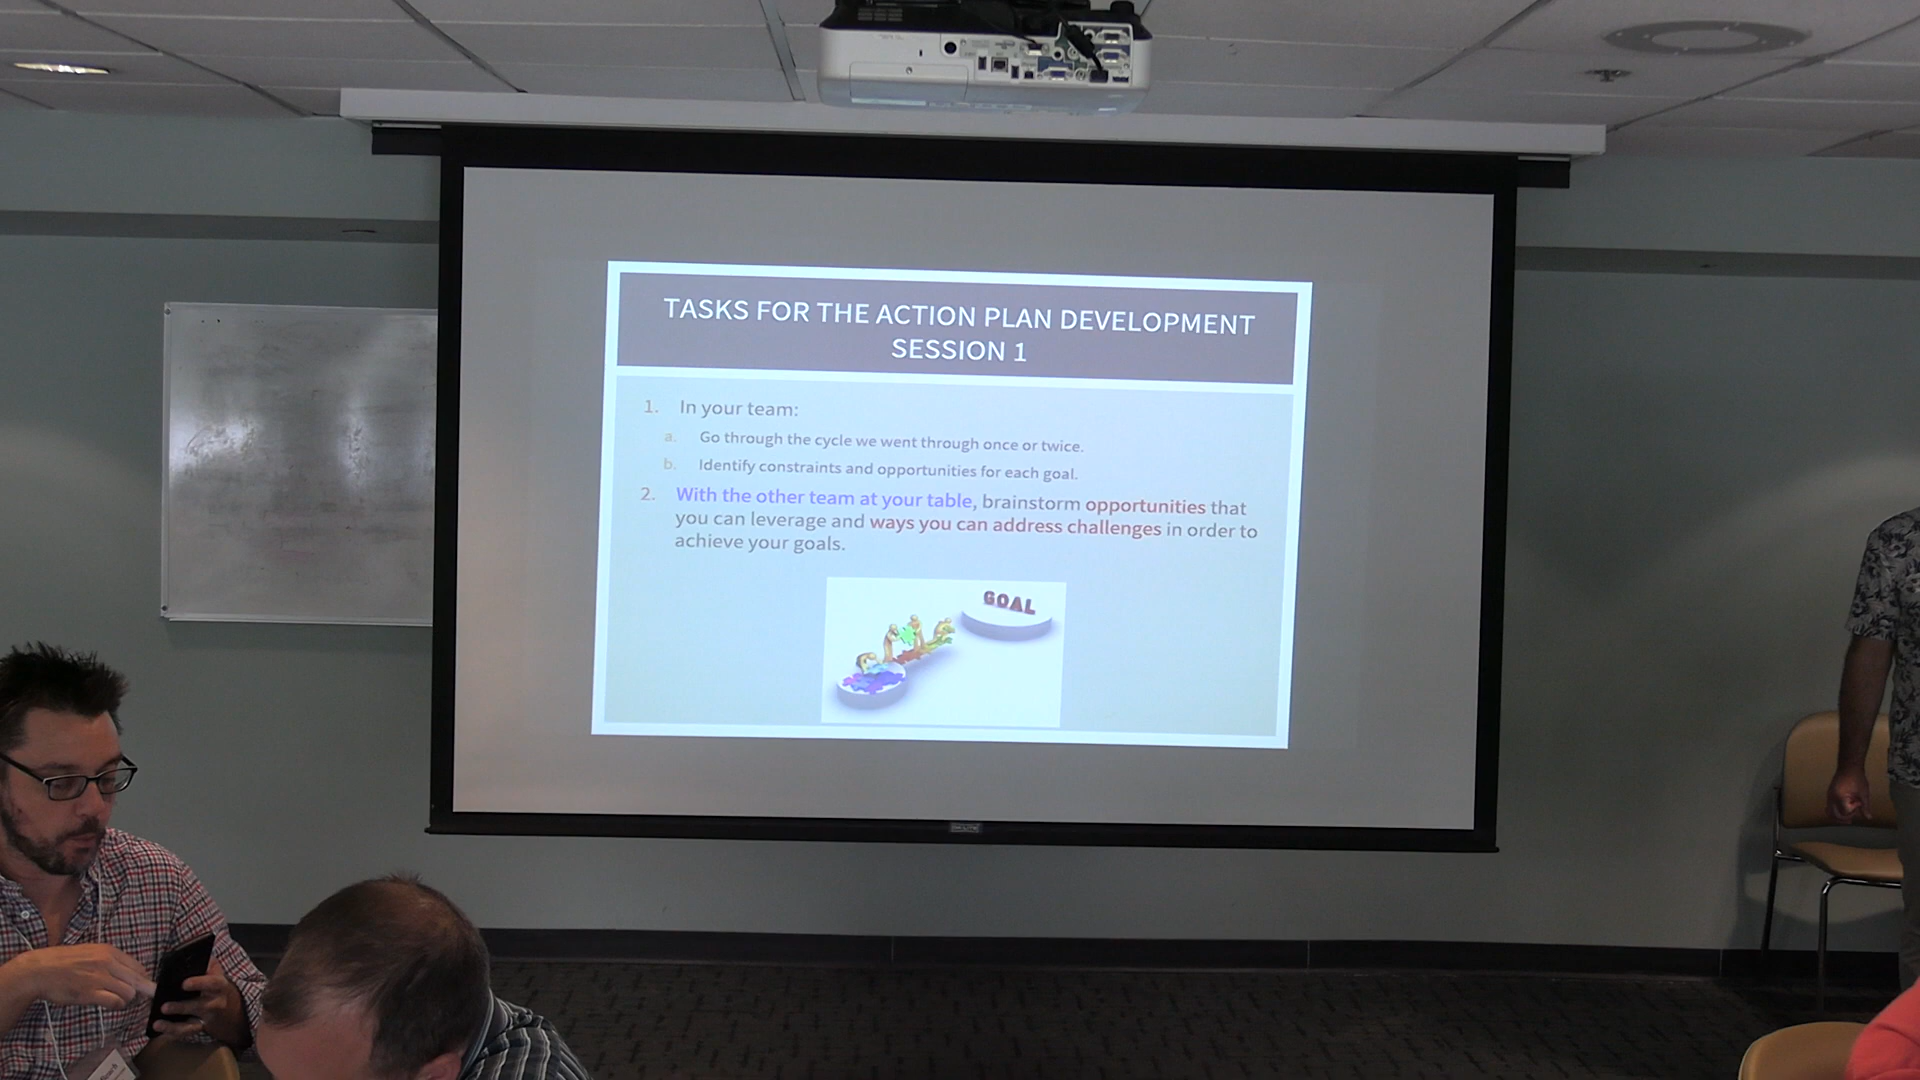 TASKS FOR THE ACTION PLAN DEVELOPMENT
SESSION 1
1. In your team:
a. Go through the cycle we went through once or twice.
b. Identify constraints and opportunities for each goal.
2. With the other team at your table, brainstorm opportunities that
you can leverage and ways you can address challenges in order to
achieve your goals.
GOAL